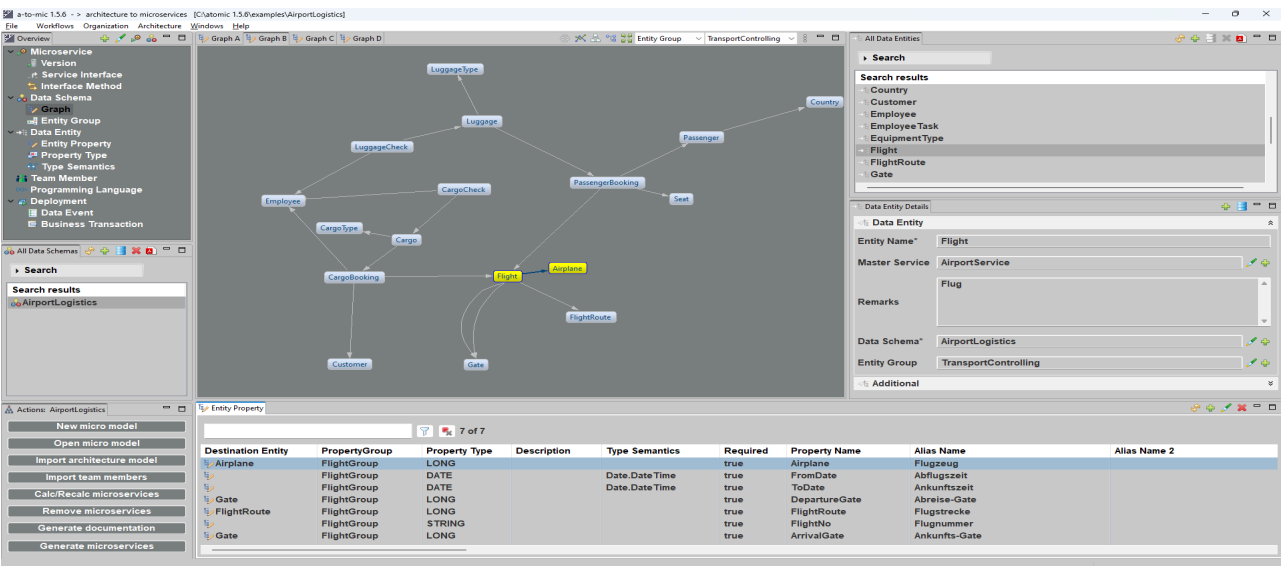 a-to-mic 1.5.6 - > architecture to microservices [C:\atomic 1.5.6\examples\AirportLogistics]
File Workflows Organization Architecture Windows Help
Overview
Microservice
Version
Service Interface
Interface Method
Data Schema
Graph
Entity Group
Data Entity
Entity Property
Property Type
Type Semantics
Team Member
Programming Language
Deployment
Data Event
Business Transaction
All Data Schemas
Search
Search results
AirportLogistics
Actions: AirportLogistics
New micro model
Open micro model
Import architecture model
Import team members
Calc/Recalc microservices
Remove microservices
Generate documentation
Generate microservices
Graph A Graph B Graph C Graph D Entity Group TransportControlling
LuggageType
Country
Luggage
Passenger
LuggageCheck
PassengerBooking
CargoCheck
Seat
Employee
CargoType
Cargo
Airplane
CargoBooking
Flight
FlightRoute
Customer
Gate
All Data Entities
Search
Search results
Country
Customer
Employee
EmployeeTask
EquipmentType
Flight
FlightRoute
Gate
Data Entity Details
Data Entity
Entity Name* Flight
Master Service AirportService
Remarks Flug
Data Schema* AirportLogistics
Entity Group TransportControlling
Additional
Entity Property
7 of 7
Destination Entity PropertyGroup Property Type Description Type Semantics Required Property Name Alias Name Alias Name 2
Airplane FlightGroup LONG true Airplane Flugzeug
FlightGroup DATE Date.DateTime true FromDate Abflugszeit
FlightGroup DATE Date.DateTime true ToDate Ankunftszeit
Gate FlightGroup LONG true DepartureGate Abreise-Gate
FlightRoute FlightGroup LONG true FlightRoute Flugstrecke
FlightGroup STRING true FlightNo Flugnummer
Gate FlightGroup LONG true ArrivalGate Ankunfts-Gate